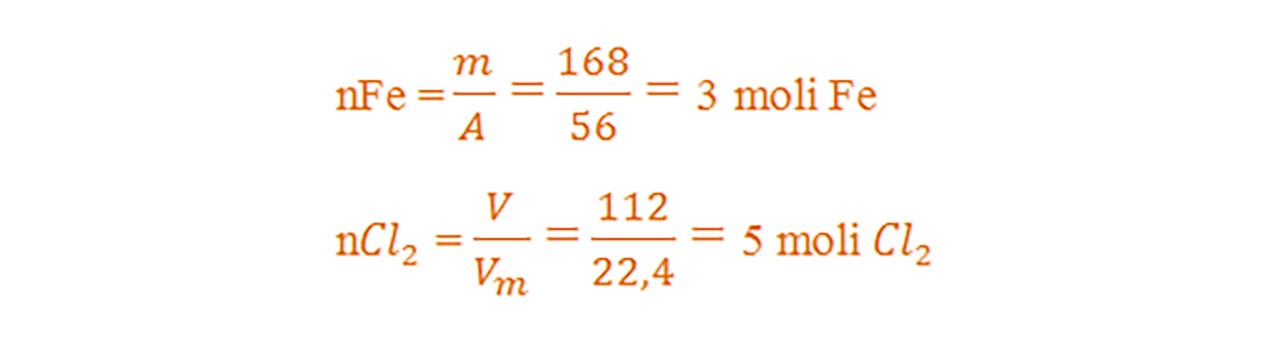 nFe = m/A = 168/56 = 3 moli Fe
nCl₂ = V/Vₘ = 112/22,4 = 5 moli Cl₂